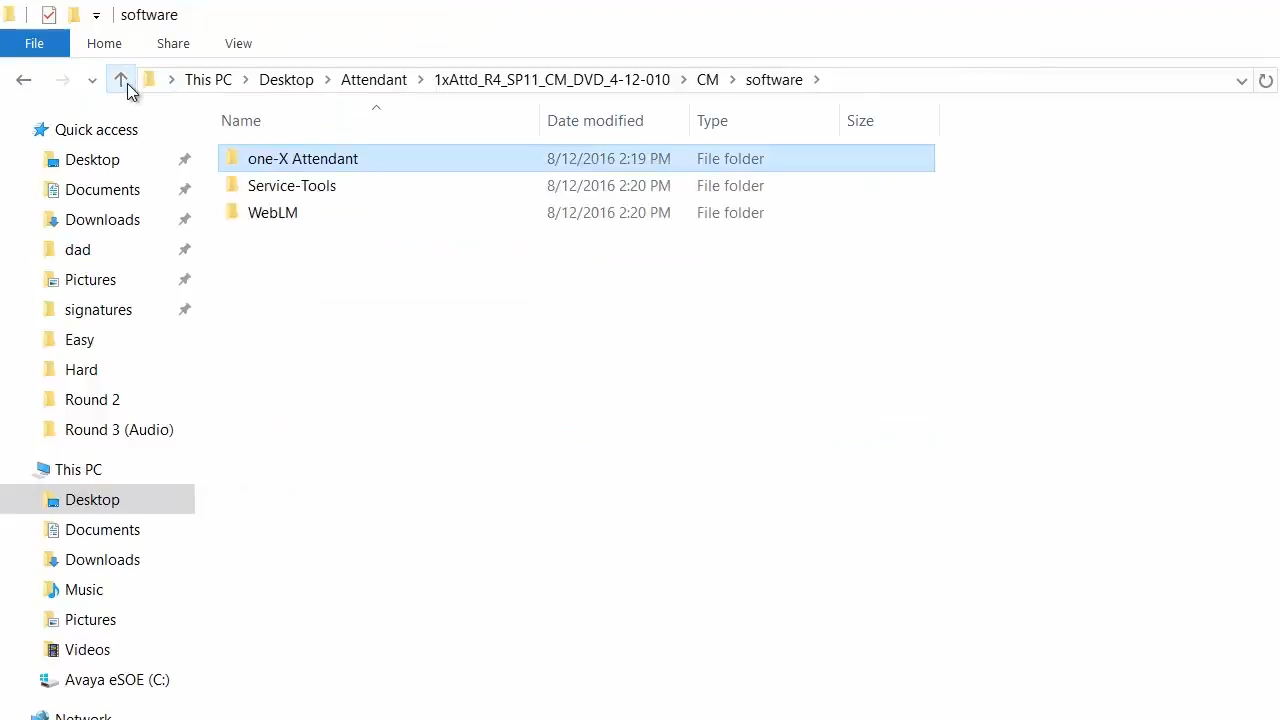 software
File Home Share View
This PC Desktop Attendant 1xAttd_R4_SP11_CM_DVD_4-12-010 CM software
Name Date modified Type Size
Quick access
Desktop
Documents
Downloads
dad
Pictures
signatures
Easy
Hard
Round 2
Round 3 (Audio)
This PC
Desktop
Documents
Downloads
Music
Pictures
Videos
Avaya eSOE (C:)
Network
one-X Attendant 8/12/2016 2:19 PM File folder
Service-Tools 8/12/2016 2:20 PM File folder
WebLM 8/12/2016 2:20 PM File folder